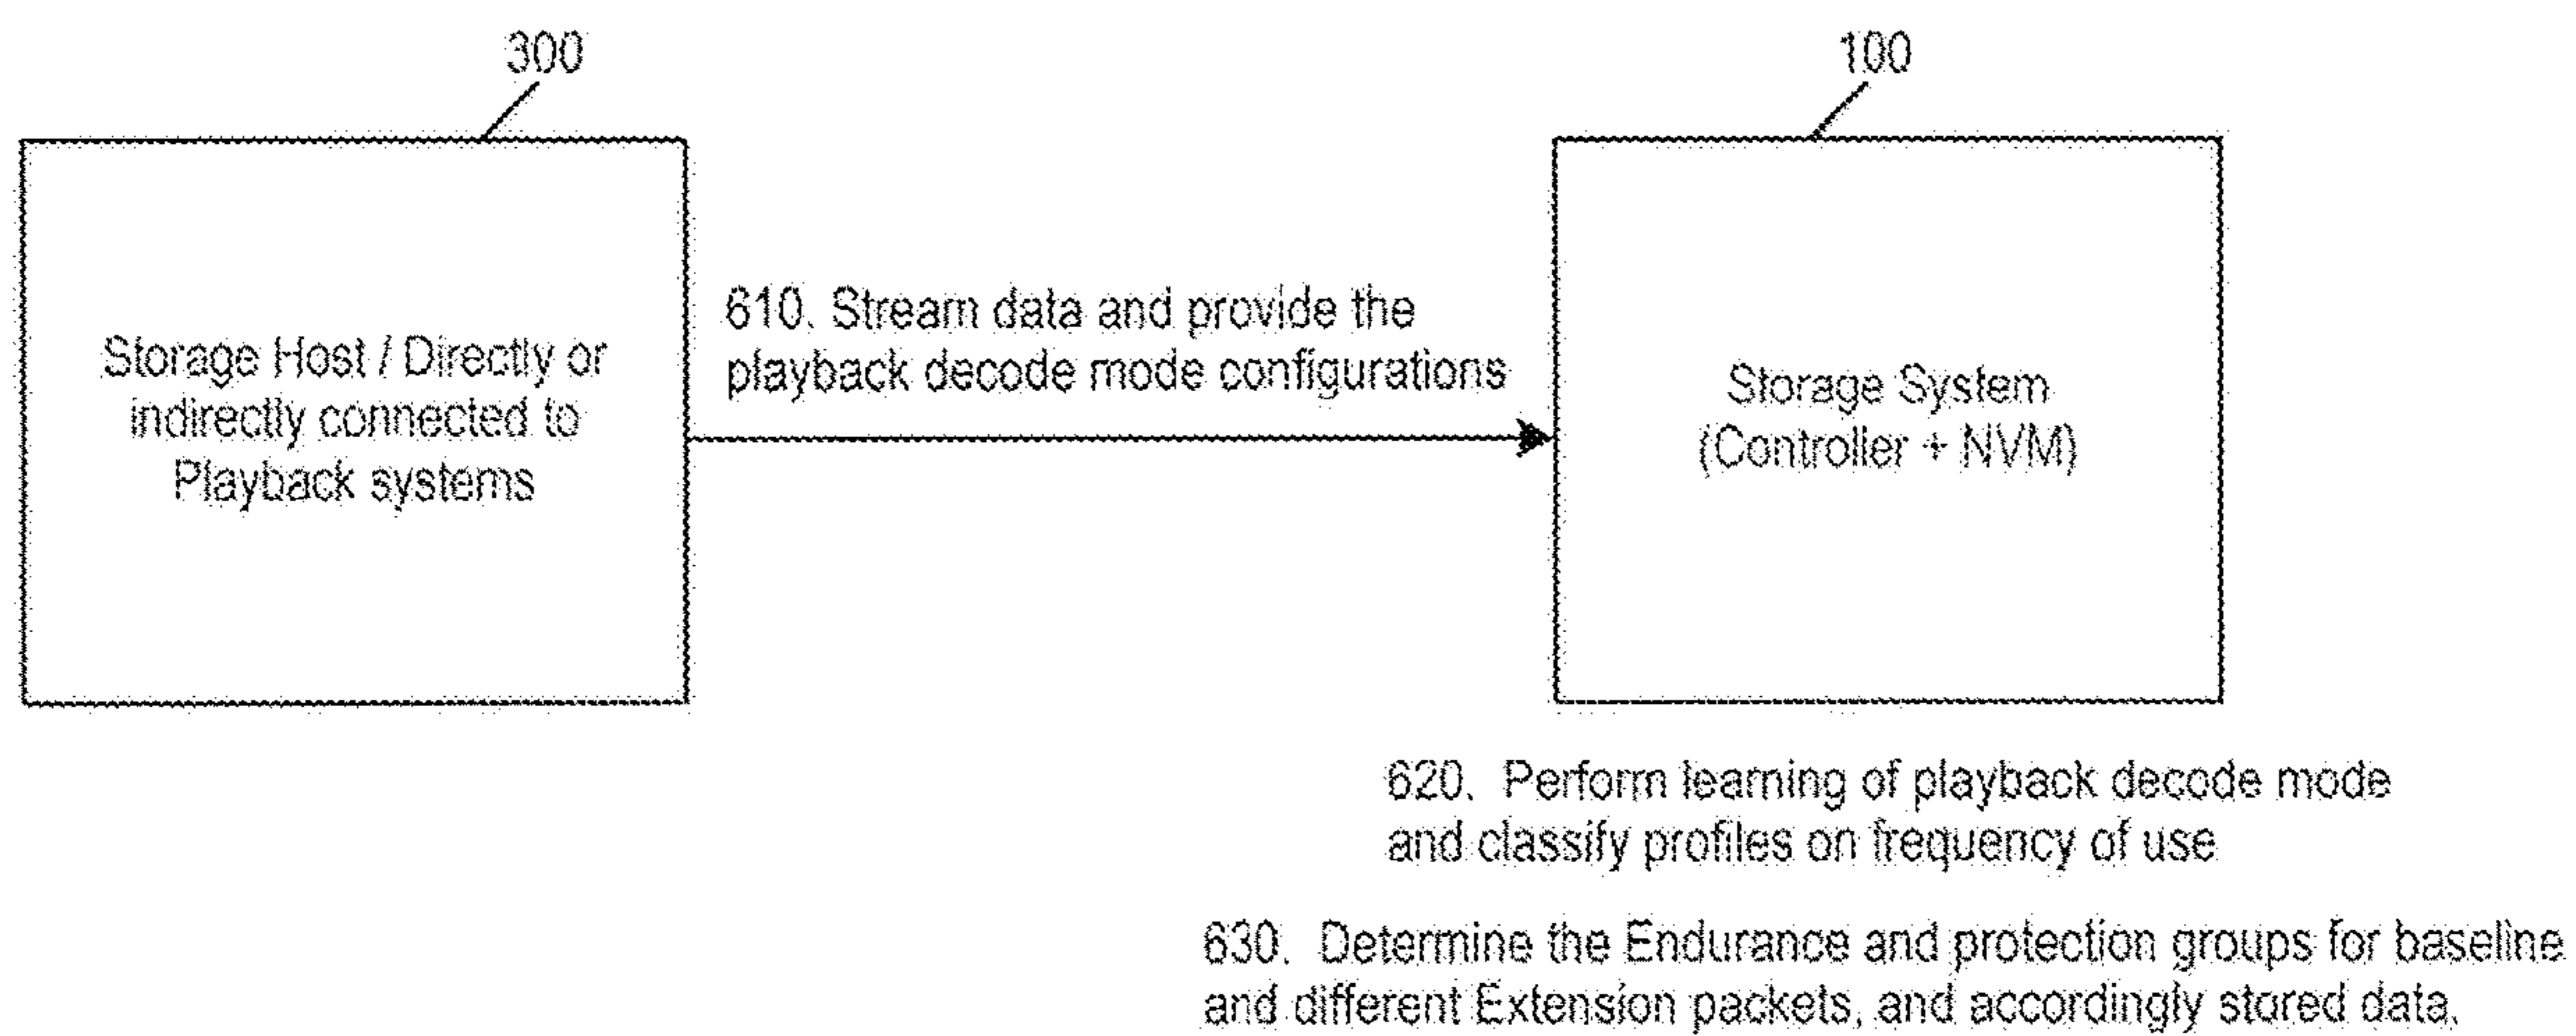 300
100
Storage Host / Directly or
indirectly connected to
Playback systems
610. Stream data and provide the
playback decode mode configurations
Storage System
(Controller + NVM)
620. Perform learning of playback decode mode
and classify profiles on frequency of use
630. Determine the Endurance and protection groups for baseline
and different Extension packets, and accordingly stored data.